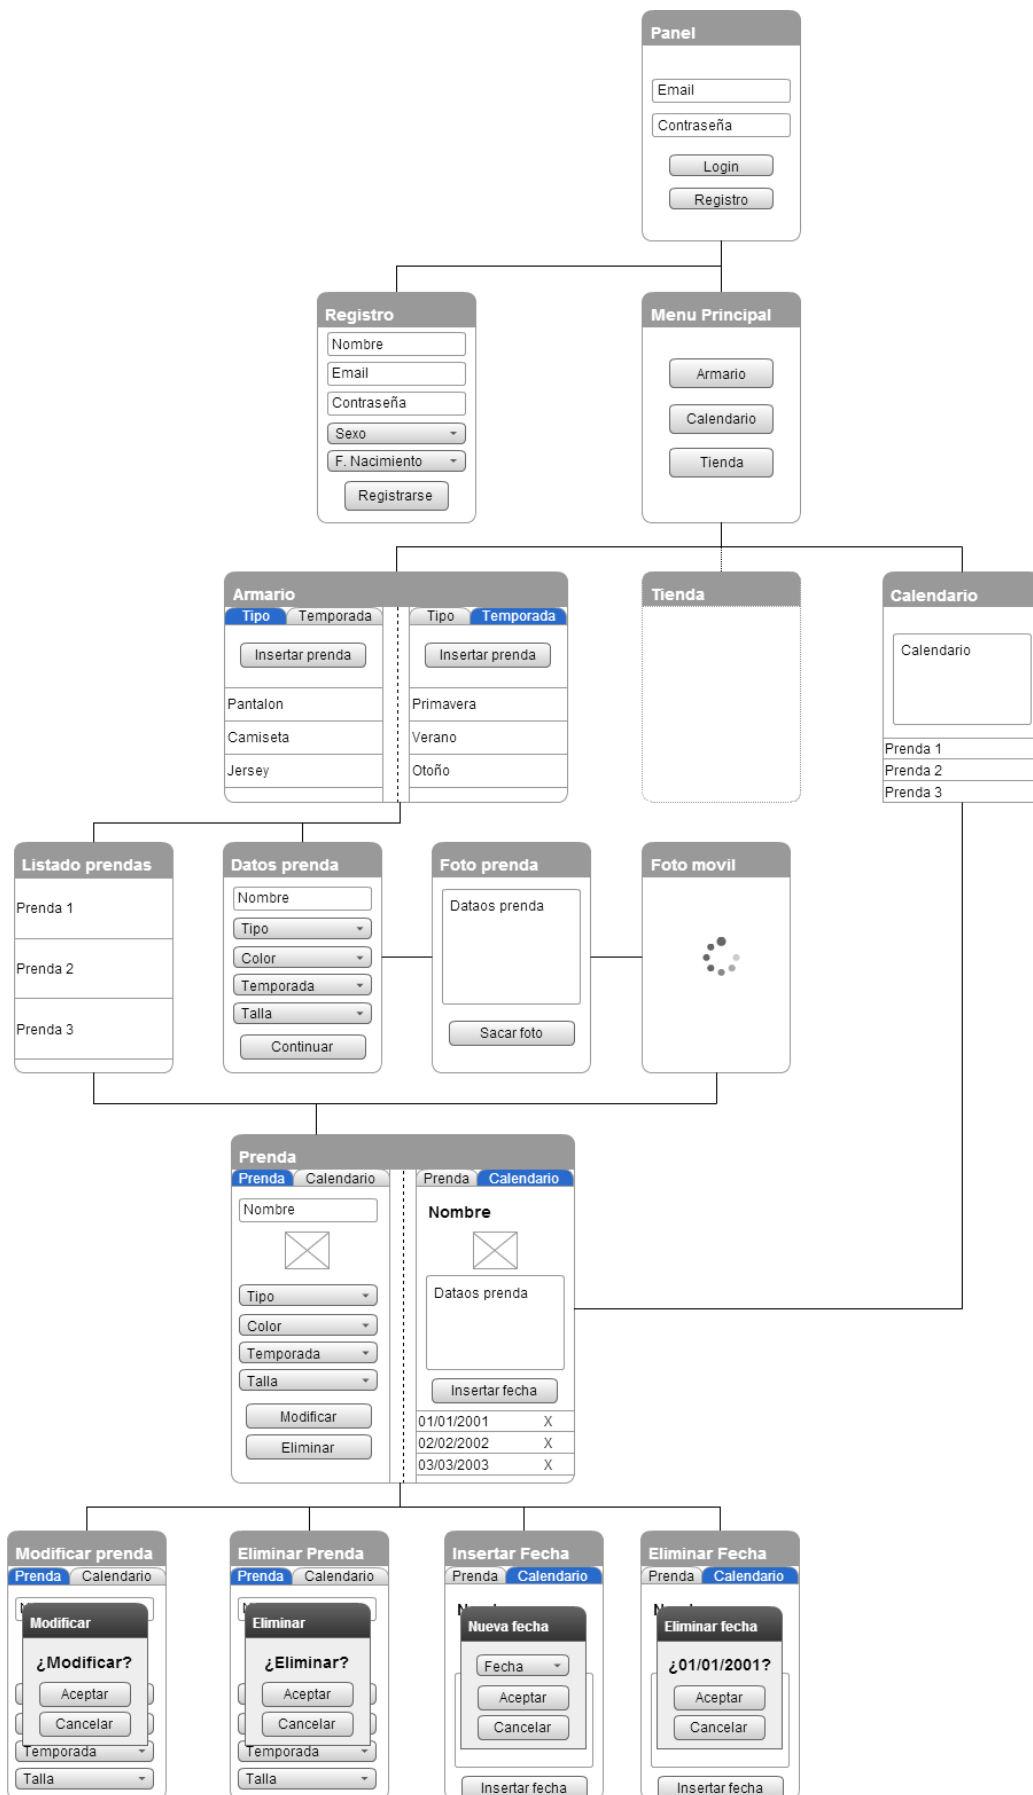 Panel
Email
Contraseña
Login
Registro
Registro
Nombre
Email
Contraseña
Sexo
F. Nacimiento
Registrarse
Menu Principal
Armario
Calendario
Tienda
Armario
Tipo Temporada
Insertar prenda
Pantalon
Camiseta
Jersey
Tipo Temporada
Insertar prenda
Primavera
Verano
Otoño
Tienda
Calendario
Calendario
Prenda 1
Prenda 2
Prenda 3
Listado prendas
Prenda 1
Prenda 2
Prenda 3
Datos prenda
Nombre
Tipo
Color
Temporada
Talla
Continuar
Foto prenda
Dataos prenda
Sacar foto
Foto movil
Prenda
Prenda Calendario
Nombre
Tipo
Color
Temporada
Talla
Modificar
Eliminar
Prenda Calendario
Nombre
Dataos prenda
Insertar fecha
01/01/2001 X
02/02/2002 X
03/03/2003 X
Modificar prenda
Prenda Calendario
Modificar
¿Modificar?
Aceptar
Cancelar
Temporada
Talla
Eliminar Prenda
Prenda Calendario
Eliminar
¿Eliminar?
Aceptar
Cancelar
Temporada
Talla
Insertar Fecha
Prenda Calendario
Nueva fecha
Fecha
Aceptar
Cancelar
Insertar fecha
Eliminar Fecha
Prenda Calendario
Eliminar fecha
¿01/01/2001?
Aceptar
Cancelar
Insertar fecha